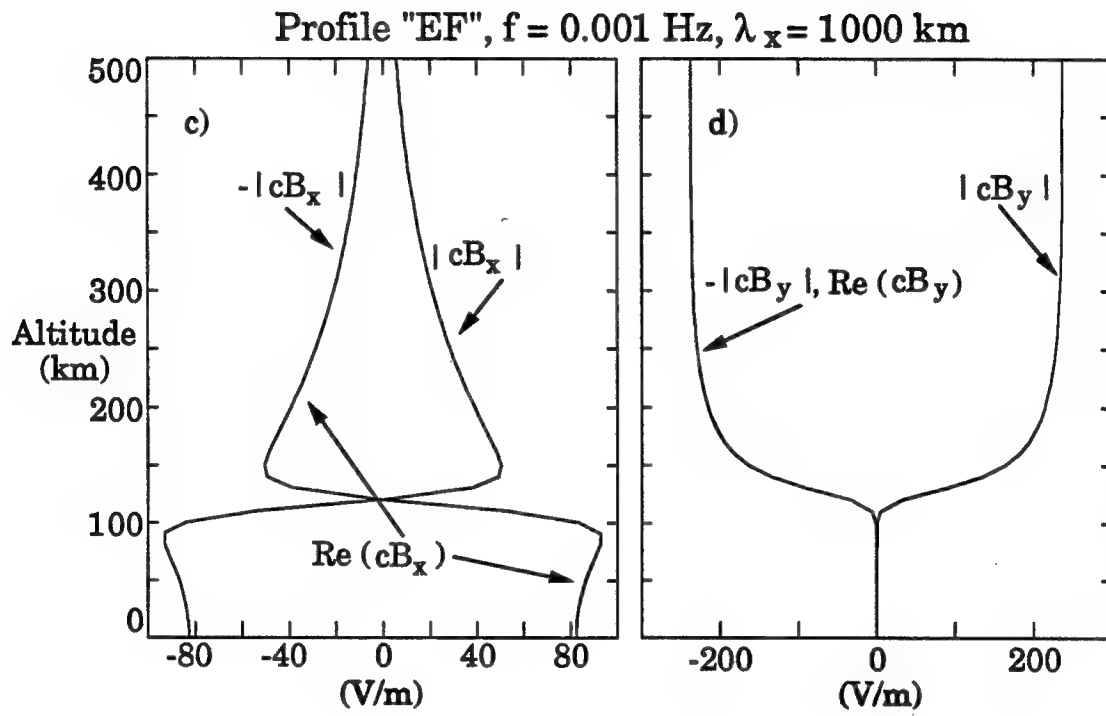 Profile "EF", f = 0.001 Hz, λx = 1000 km
c)
-|cBx|
|cBx|
Re(cBx)
500
400
300
200
100
0
Altitude
(km)
-80 -40 0 40 80
(V/m)
d)
|cBy|
-|cBy|, Re(cBy)
-200 0 200
(V/m)